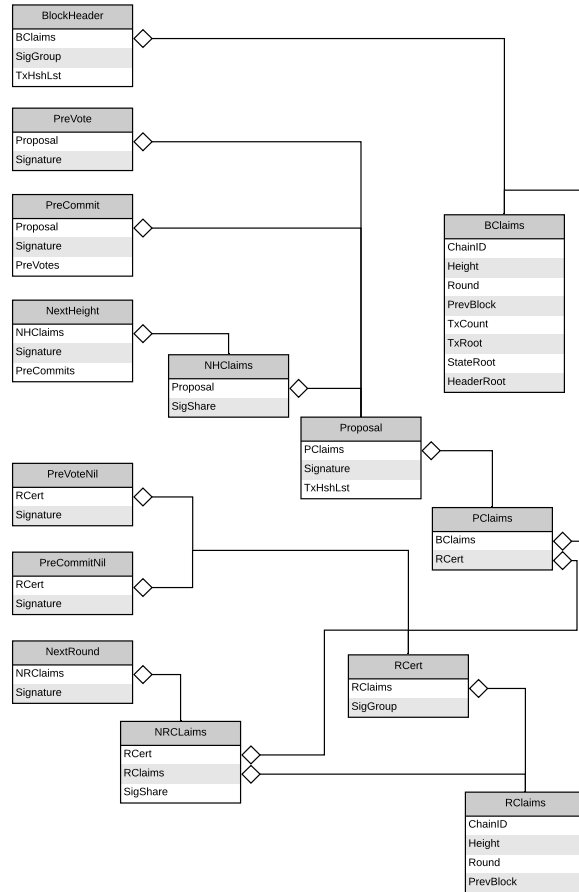 BlockHeader
BClaims
SigGroup
TxHshLst
PreVote
Proposal
Signature
PreCommit
Proposal
Signature
PreVotes
BClaims
ChainID
Height
Round
PrevBlock
TxCount
TxRoot
StateRoot
HeaderRoot
NextHeight
NHClaims
Signature
PreCommits
NHClaims
Proposal
SigShare
Proposal
PClaims
Signature
TxHshLst
PreVoteNil
RCert
Signature
PClaims
BClaims
RCert
PreCommitNil
RCert
Signature
NextRound
NRClaims
Signature
RCert
RClaims
SigGroup
NRCLaims
RCert
RClaims
SigShare
RClaims
ChainID
Height
Round
PrevBlock